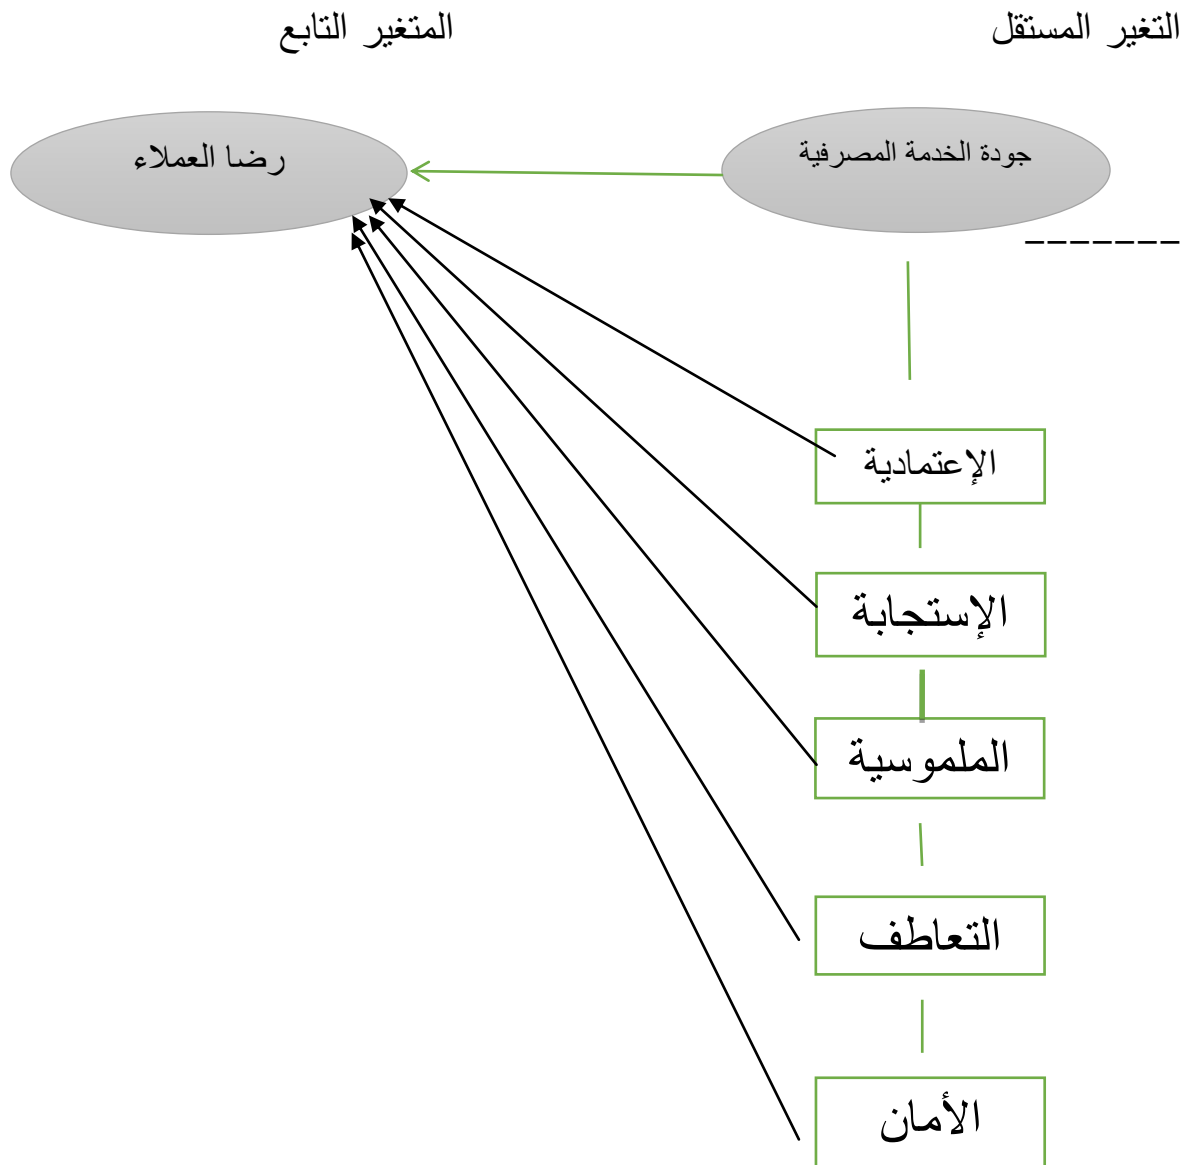 التغير المستقل
المتغير التابع
جودة الخدمة المصرفية
رضا العملاء
-------
الإعتمادية
الإستجابة
الملموسية
التعاطف
الأمان